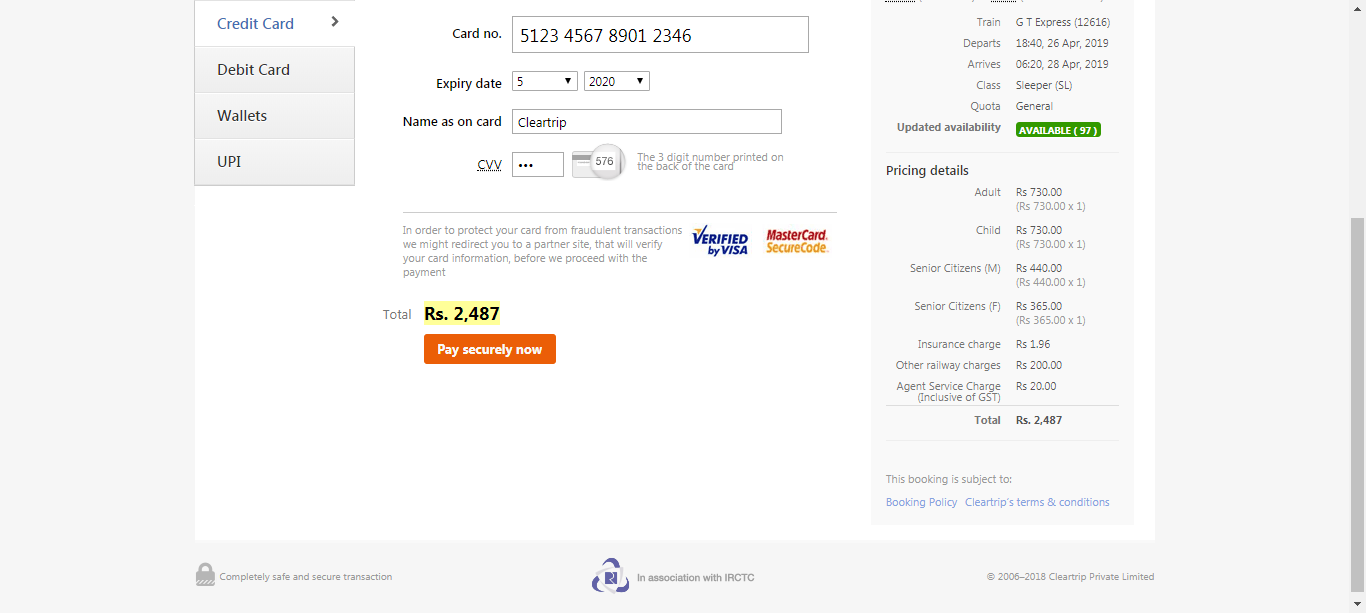 Credit Card
Debit Card
Wallets
UPI
Card no. 5123 4567 8901 2346
Expiry date 5 2020
Name as on card Cleartrip
CVV ••• 576 The 3 digit number printed on
the back of the card
In order to protect your card from fraudulent transactions
we might redirect you to a partner site, that will verify
your card information, before we proceed with the
payment
VERIFIED
by VISA
MasterCard.
SecureCode.
Total Rs. 2,487
Pay securely now
Train G T Express (12616)
Departs 18:40, 26 Apr, 2019
Arrives 06:20, 28 Apr, 2019
Class Sleeper (SL)
Quota General
Updated availability AVAILABLE ( 97 )
Pricing details
Adult Rs 730.00
(Rs 730.00 x 1)
Child Rs 730.00
(Rs 730.00 x 1)
Senior Citizens (M) Rs 440.00
(Rs 440.00 x 1)
Senior Citizens (F) Rs 365.00
(Rs 365.00 x 1)
Insurance charge Rs 1.96
Other railway charges Rs 200.00
Agent Service Charge Rs 20.00
(Inclusive of GST)
Total Rs. 2,487
This booking is subject to:
Booking Policy Cleartrip's terms & conditions
Completely safe and secure transaction
In association with IRCTC
© 2006–2018 Cleartrip Private Limited